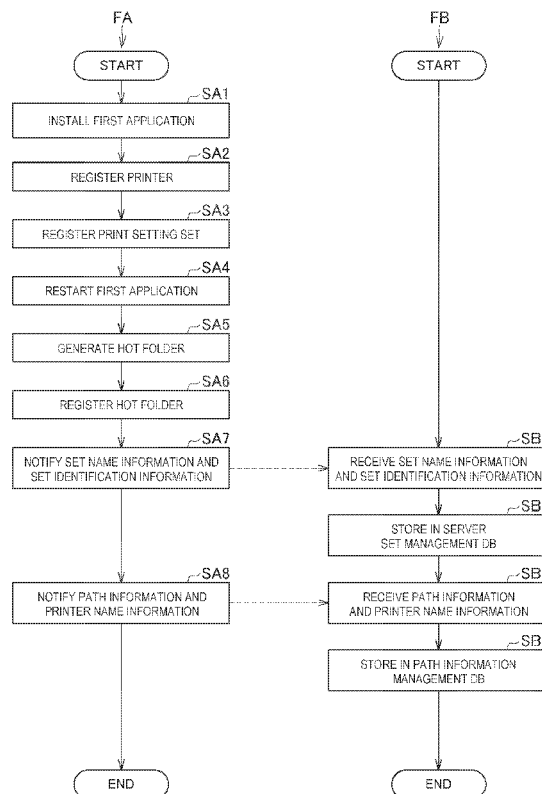 FA
START
SA1
INSTALL FIRST APPLICATION
SA2
REGISTER PRINTER
SA3
REGISTER PRINT SETTING SET
SA4
RESTART FIRST APPLICATION
SA5
GENERATE HOT FOLDER
SA6
REGISTER HOT FOLDER
SA7
NOTIFY SET NAME INFORMATION AND
SET IDENTIFICATION INFORMATION
SA8
NOTIFY PATH INFORMATION AND
PRINTER NAME INFORMATION
END
FB
START
SB
RECEIVE SET NAME INFORMATION
AND SET IDENTIFICATION INFORMATION
SB
STORE IN SERVER
SET MANAGEMENT DB
SB
RECEIVE PATH INFORMATION
AND PRINTER NAME INFORMATION
SB
STORE IN PATH INFORMATION
MANAGEMENT DB
END